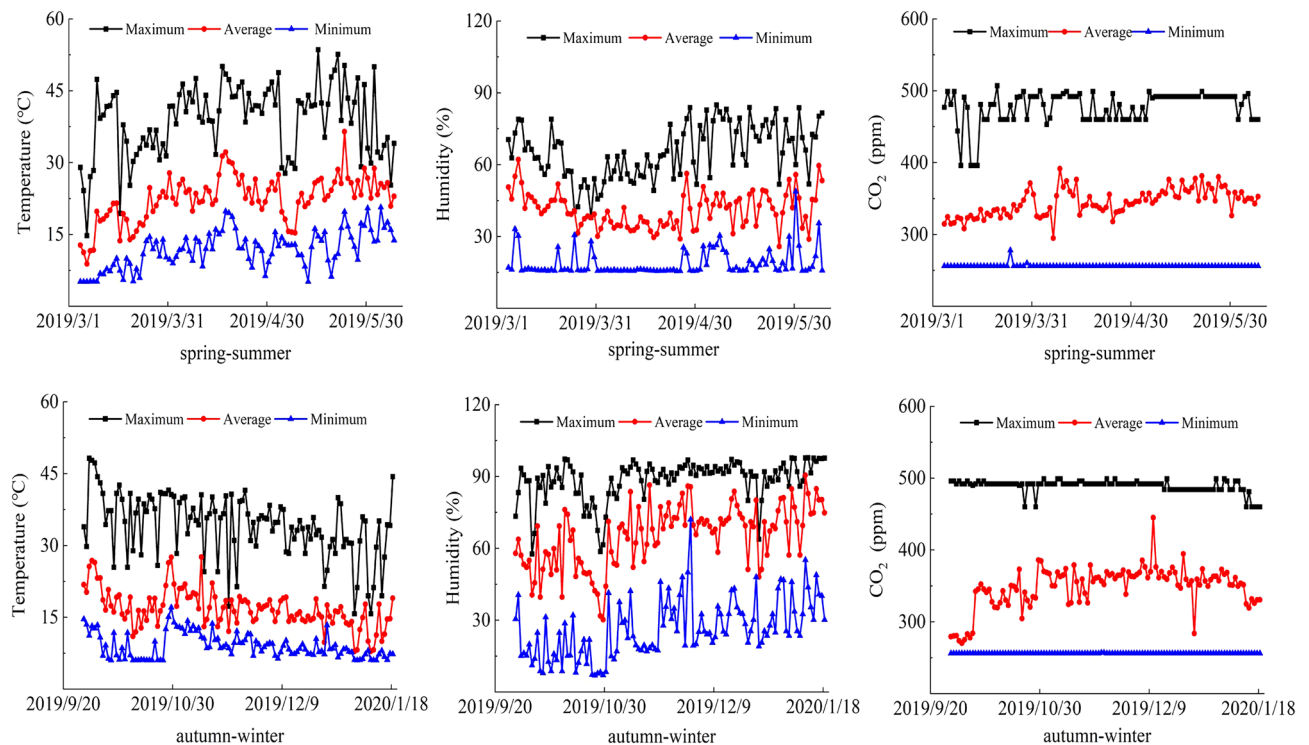 60
Maximum Average Minimum
45
30
15
Temperature (℃)
2019/3/1 2019/3/31 2019/4/30 2019/5/30
spring-summer
120
Maximum Average Minimum
90
60
30
Humidity (%)
2019/3/1 2019/3/31 2019/4/30 2019/5/30
spring-summer
600
Maximum Average Minimum
500
400
300
200
CO2 (ppm)
2019/3/1 2019/3/31 2019/4/30 2019/5/30
spring-summer
60
Maximum Average Minimum
45
30
15
Temperature (℃)
2019/9/20 2019/10/30 2019/12/9 2020/1/18
autumn-winter
120
Maximum Average Minimum
90
60
30
Humidity (%)
2019/9/20 2019/10/30 2019/12/9 2020/1/18
autumn-winter
600
Maximum Average Minimum
500
400
300
200
CO2 (ppm)
2019/9/20 2019/10/30 2019/12/9 2020/1/18
autumn-winter